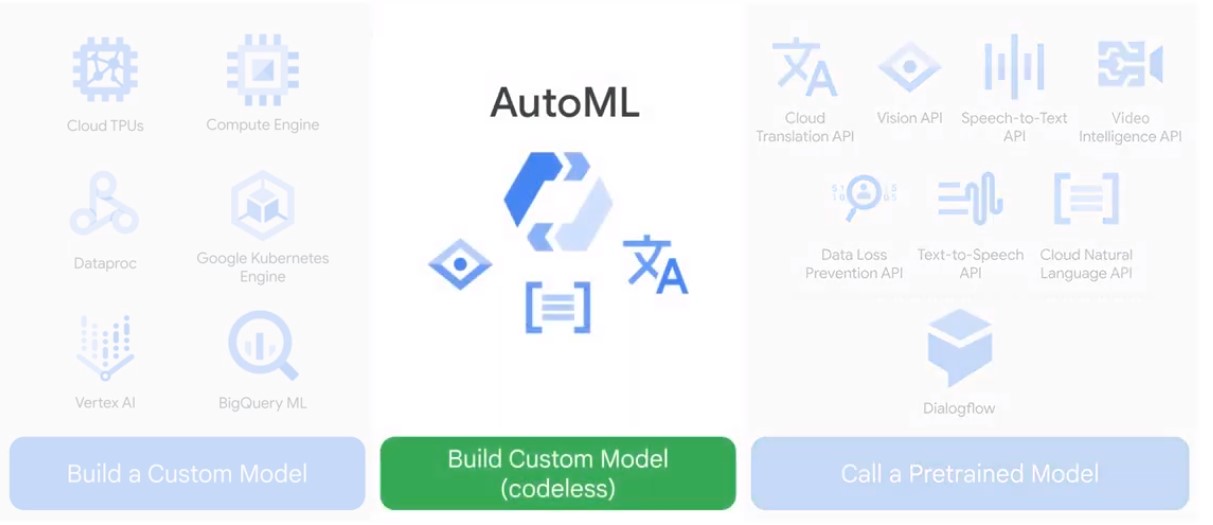 Cloud TPUs
Compute Engine
Dataproc
Google Kubernetes
Engine
Vertex AI
BigQuery ML
Build a Custom Model
AutoML
文A
Build Custom Model
(codeless)
文A
Cloud
Translation API
Vision API
Speech-to-Text
API
Video
Intelligence API
Data Loss
Prevention API
Text-to-Speech
API
Cloud Natural
Language API
Dialogflow
Call a Pretrained Model